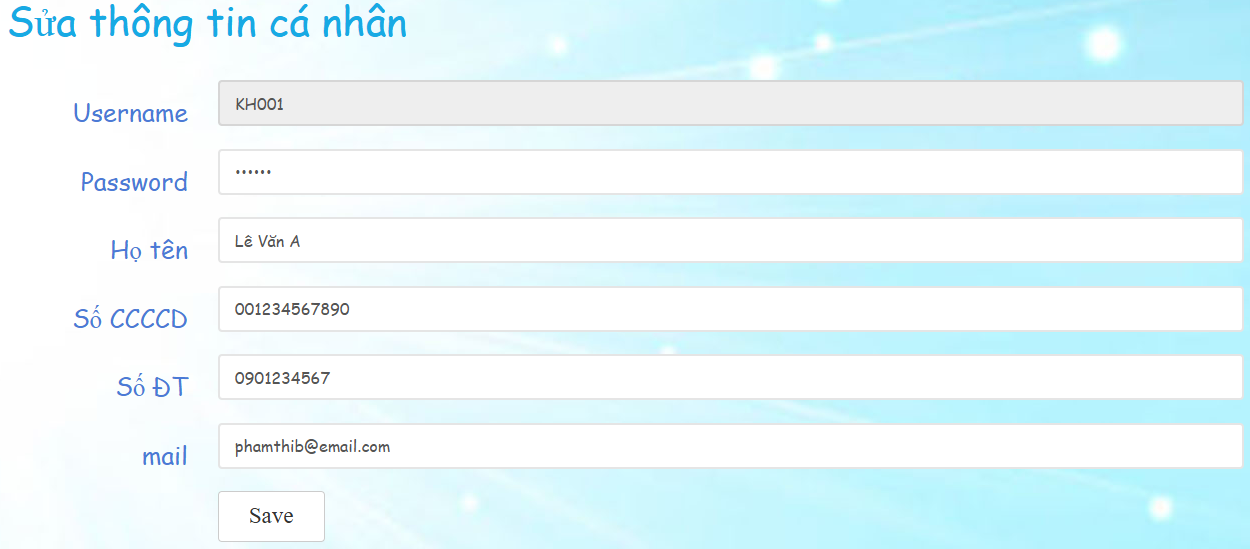 Sửa thông tin cá nhân
Username KH001
Password ••••••
Họ tên Lê Văn A
Số CCCCD 001234567890
Số ĐT 0901234567
mail phamthib@email.com
Save